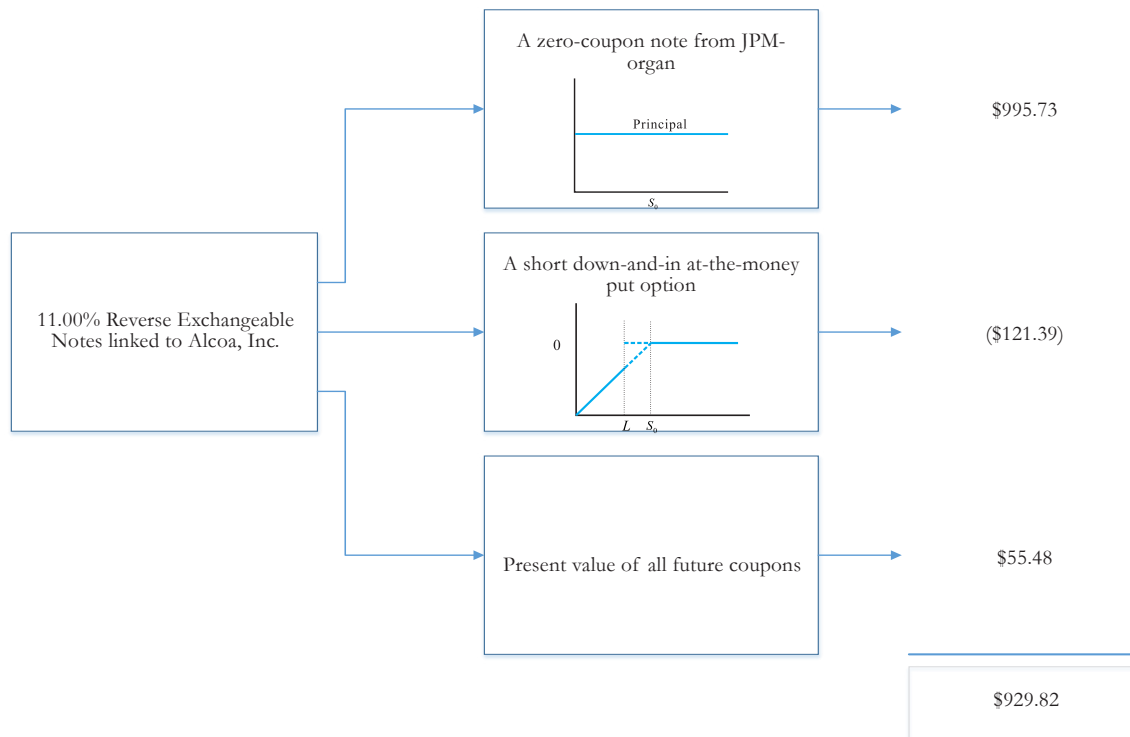 A zero-coupon note from JPM-
organ
Principal
S₀
$995.73
11.00% Reverse Exchangeable
Notes linked to Alcoa, Inc.
A short down-and-in at-the-money
put option
0
L S₀
($121.39)
Present value of all future coupons
$55.48
$929.82